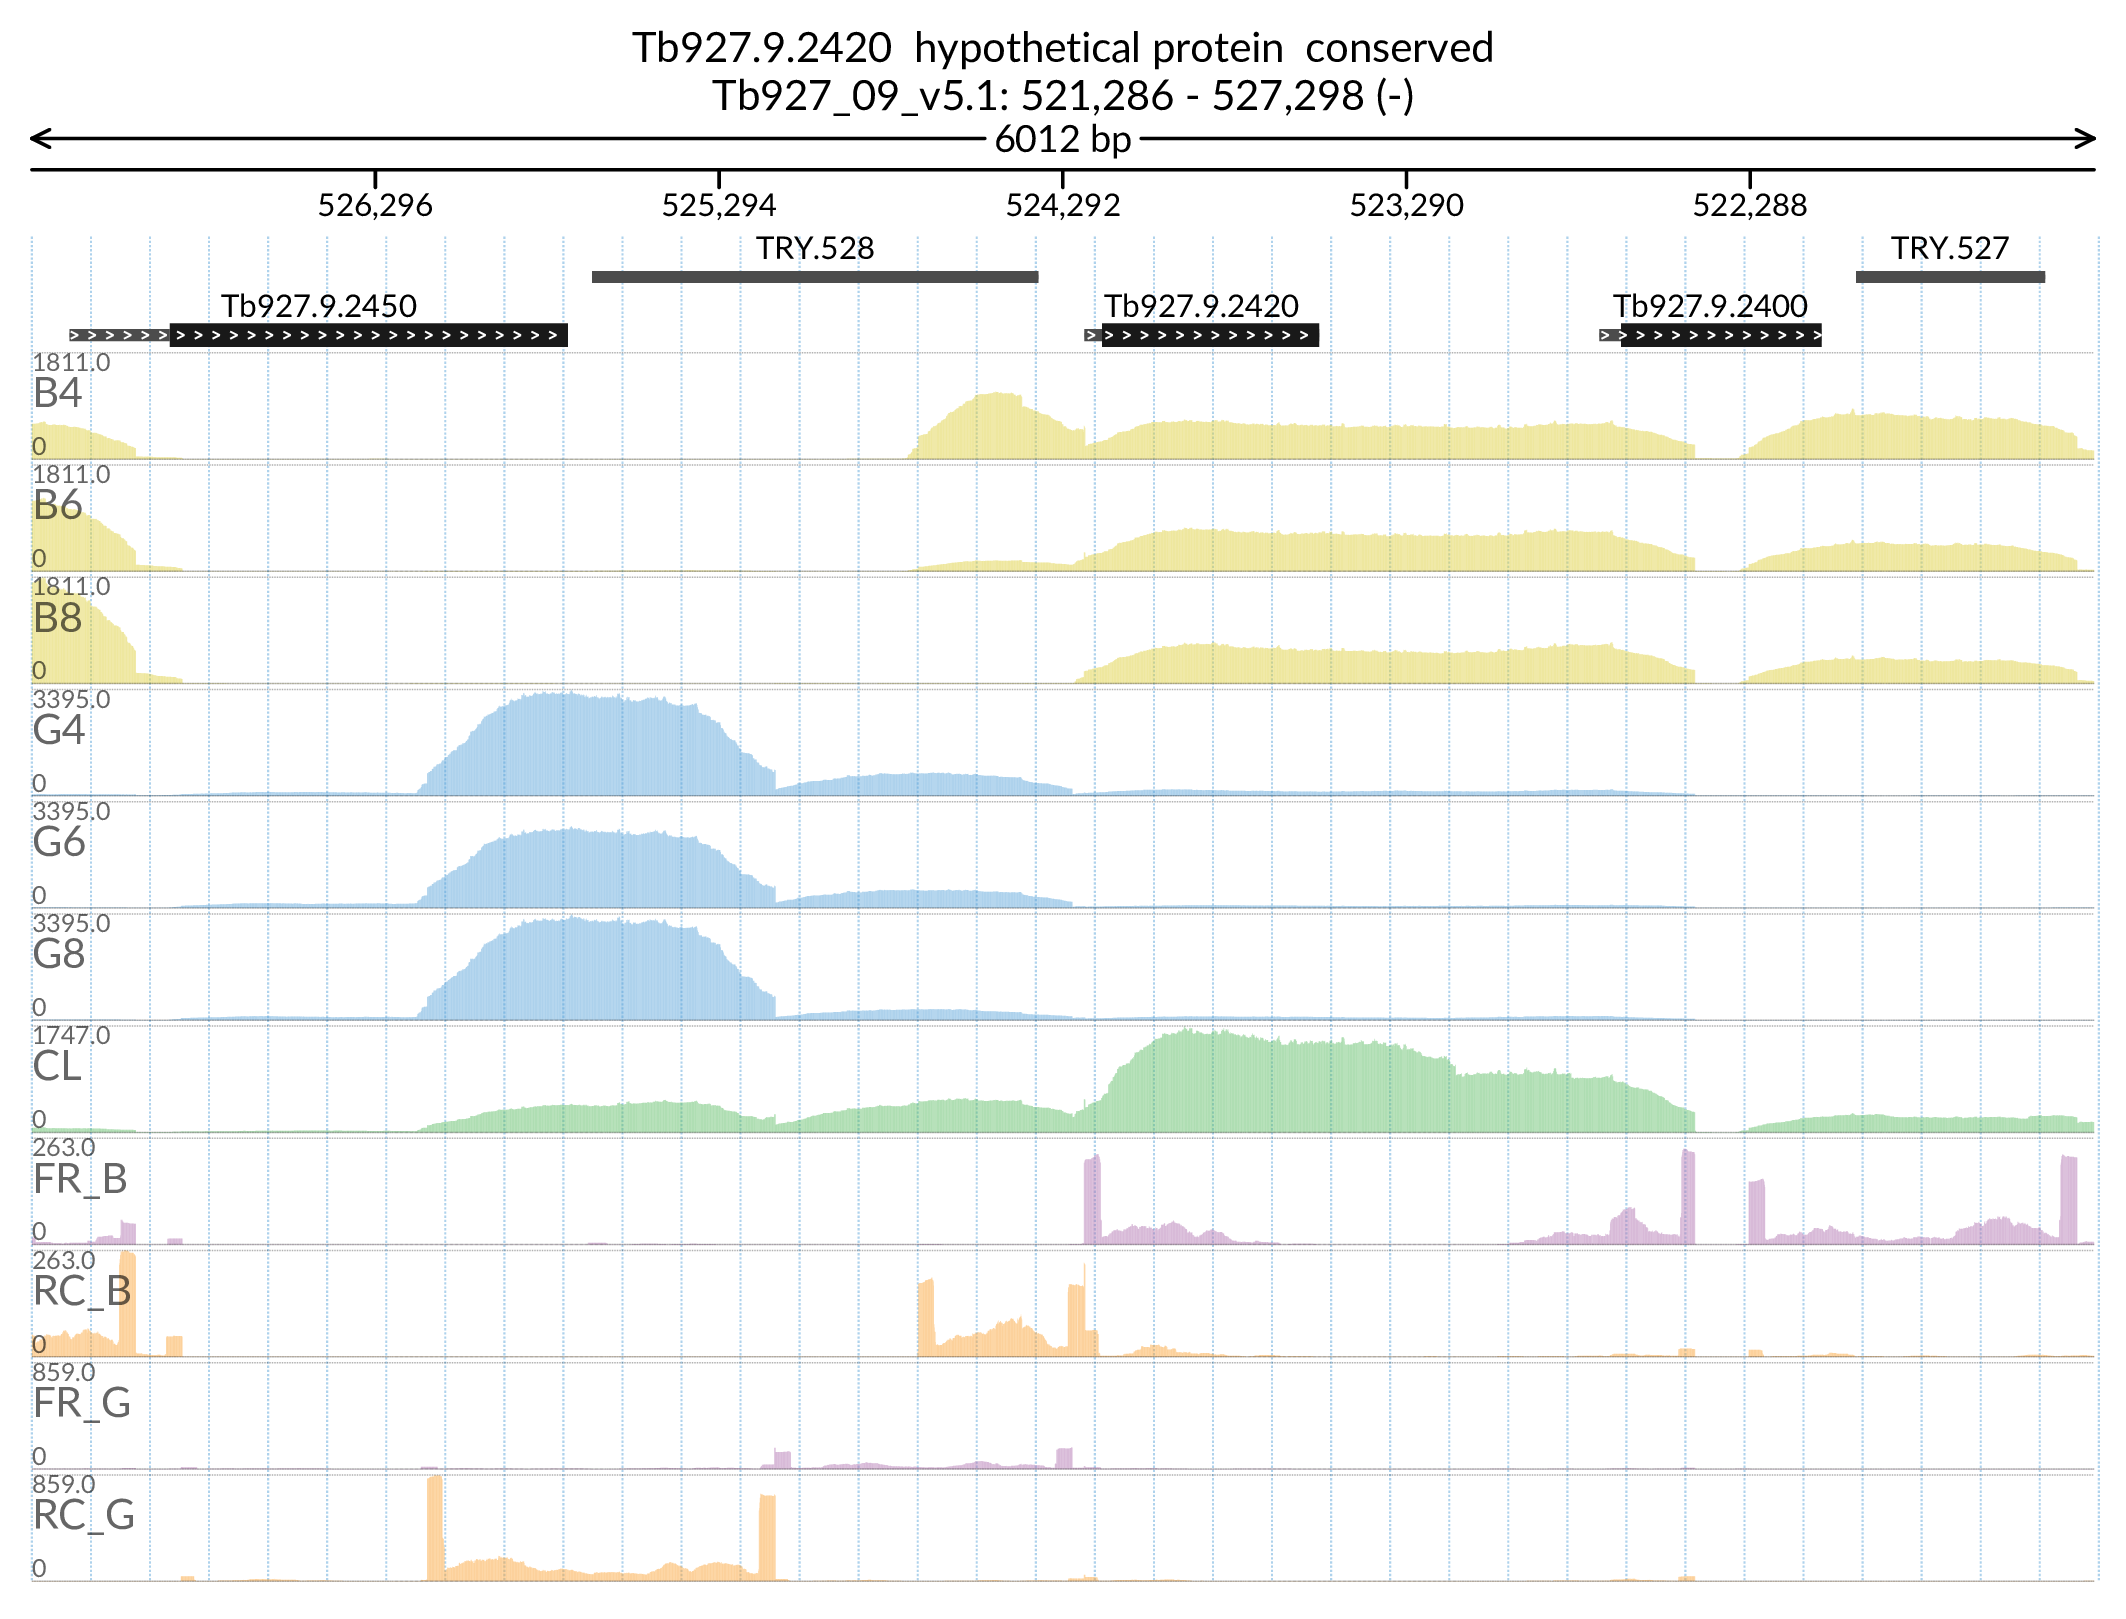 Tb927.9.2420  hypothetical protein  conserved
Tb927_09_v5.1: 521,286 - 527,298 (-)
6012 bp
526,296 525,294 524,292 523,290 522,288
TRY.528 TRY.527
Tb927.9.2450 Tb927.9.2420 Tb927.9.2400
1811.0
B4
0
1811.0
B6
0
1811.0
B8
0
3395.0
G4
0
3395.0
G6
0
3395.0
G8
0
1747.0
CL
0
263.0
FR_B
0
263.0
RC_B
0
859.0
FR_G
0
859.0
RC_G
0